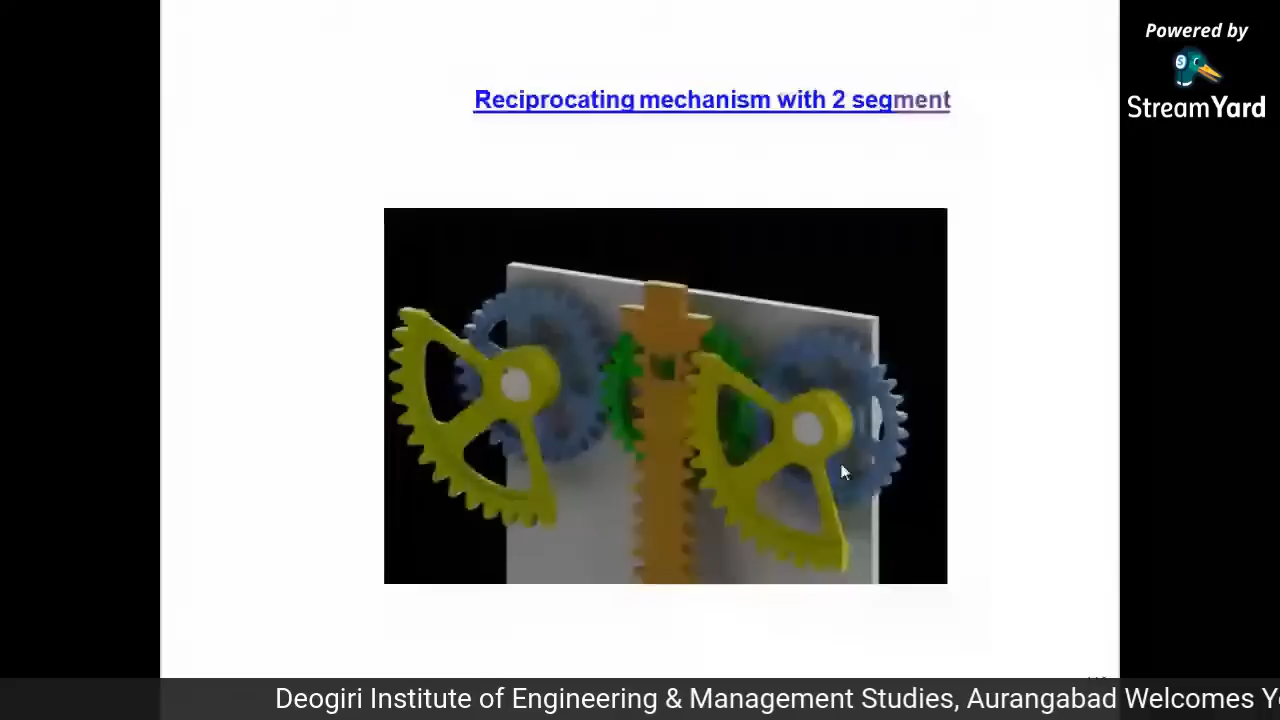 Powered by
StreamYard
Reciprocating mechanism with 2 segment
Deogiri Institute of Engineering & Management Studies, Aurangabad Welcomes